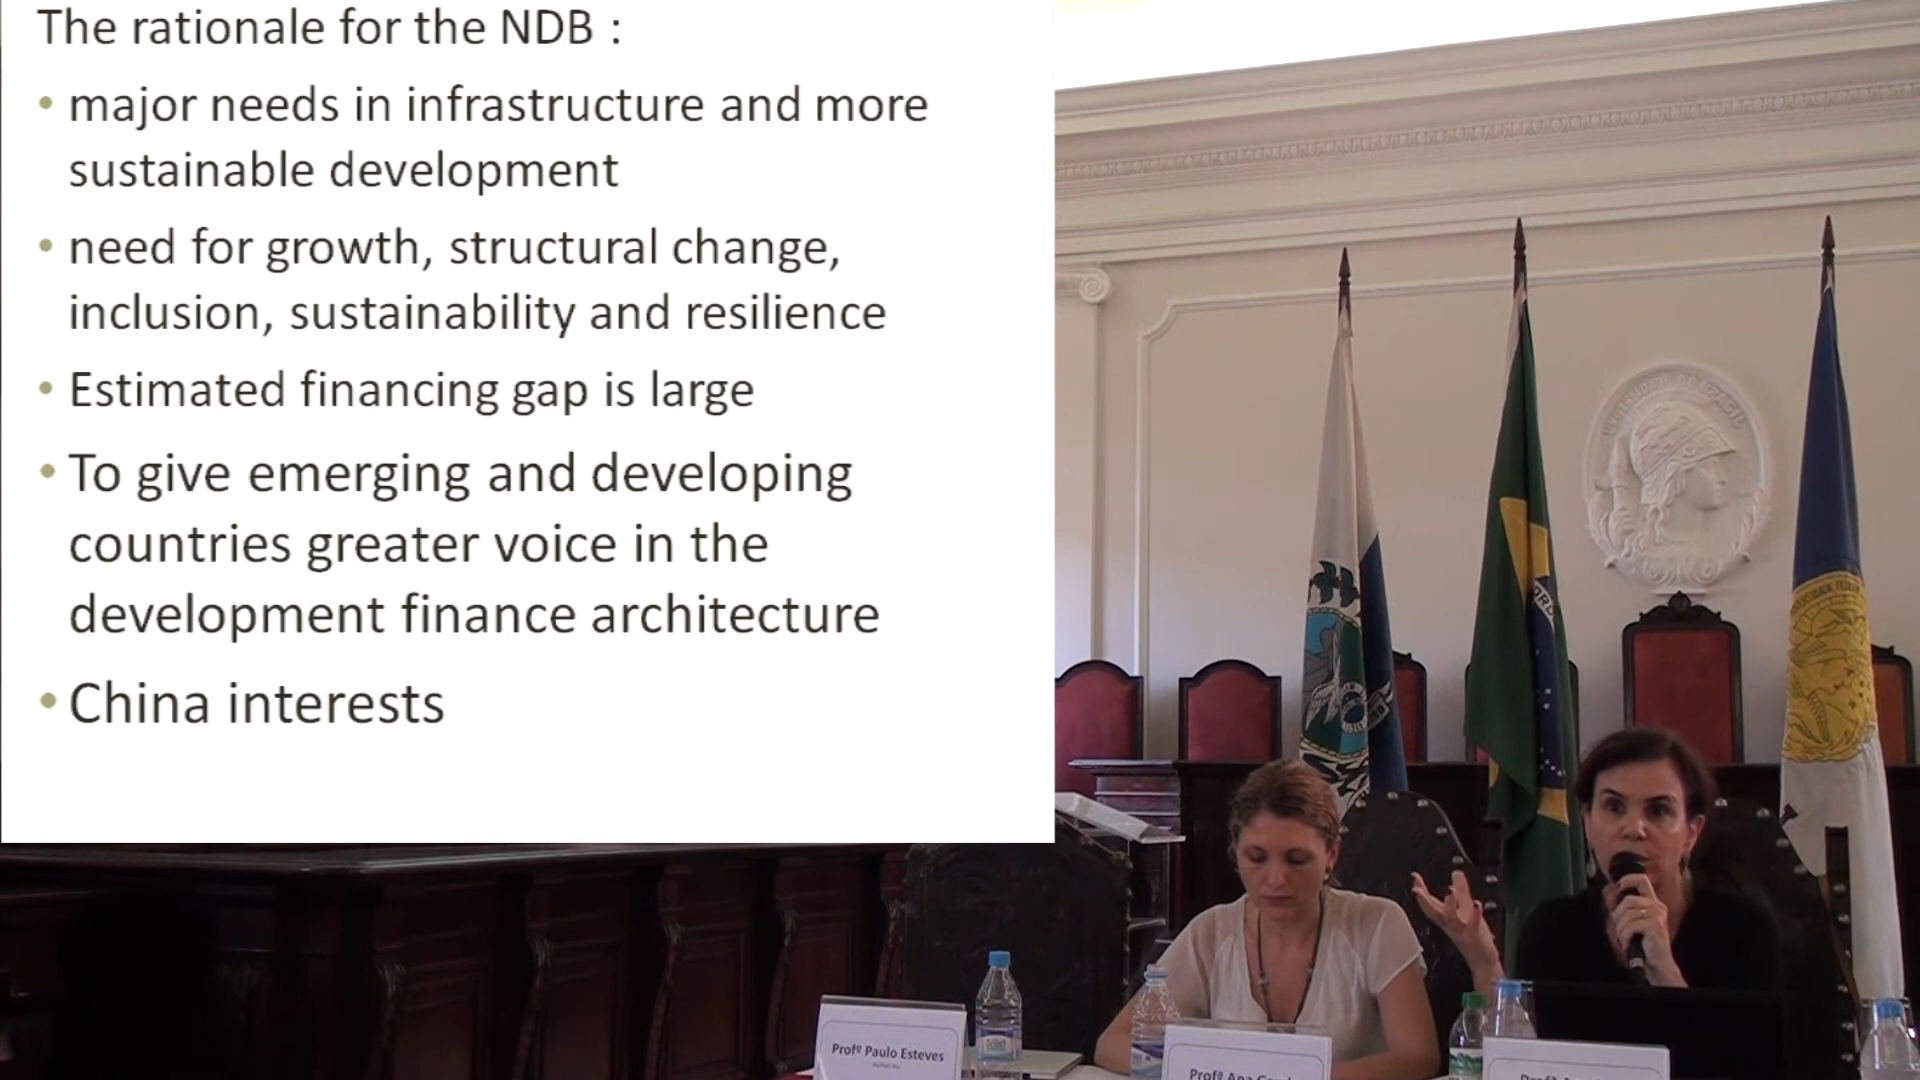 The rationale for the NDB :
• major needs in infrastructure and more
sustainable development
• need for growth, structural change,
inclusion, sustainability and resilience
• Estimated financing gap is large
• To give emerging and developing
countries greater voice in the
development finance architecture
• China interests
Profº Paulo Esteves
Profª Ana